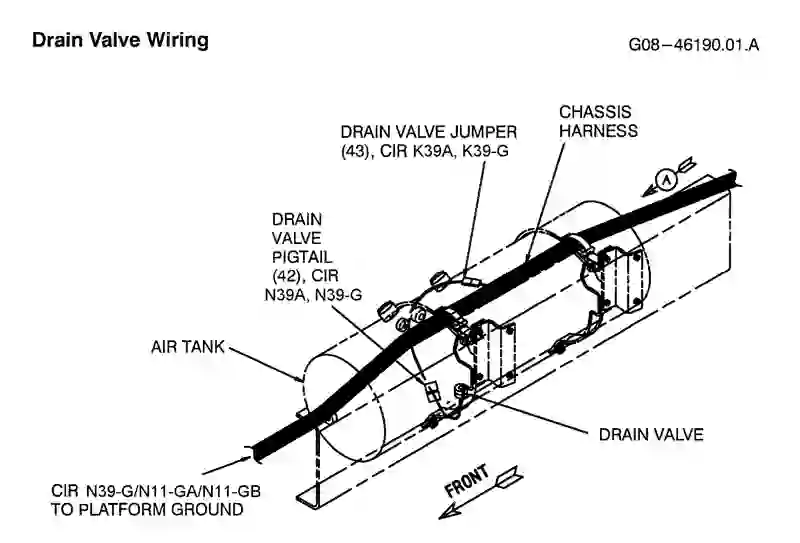 Drain Valve Wiring
G08-46190.01.A
CHASSIS
HARNESS
DRAIN VALVE JUMPER
(43), CIR K39A, K39-G
A
DRAIN
VALVE
PIGTAIL
(42), CIR
N39A, N39-G
AIR TANK
DRAIN VALVE
FRONT
CIR N39-G/N11-GA/N11-GB
TO PLATFORM GROUND